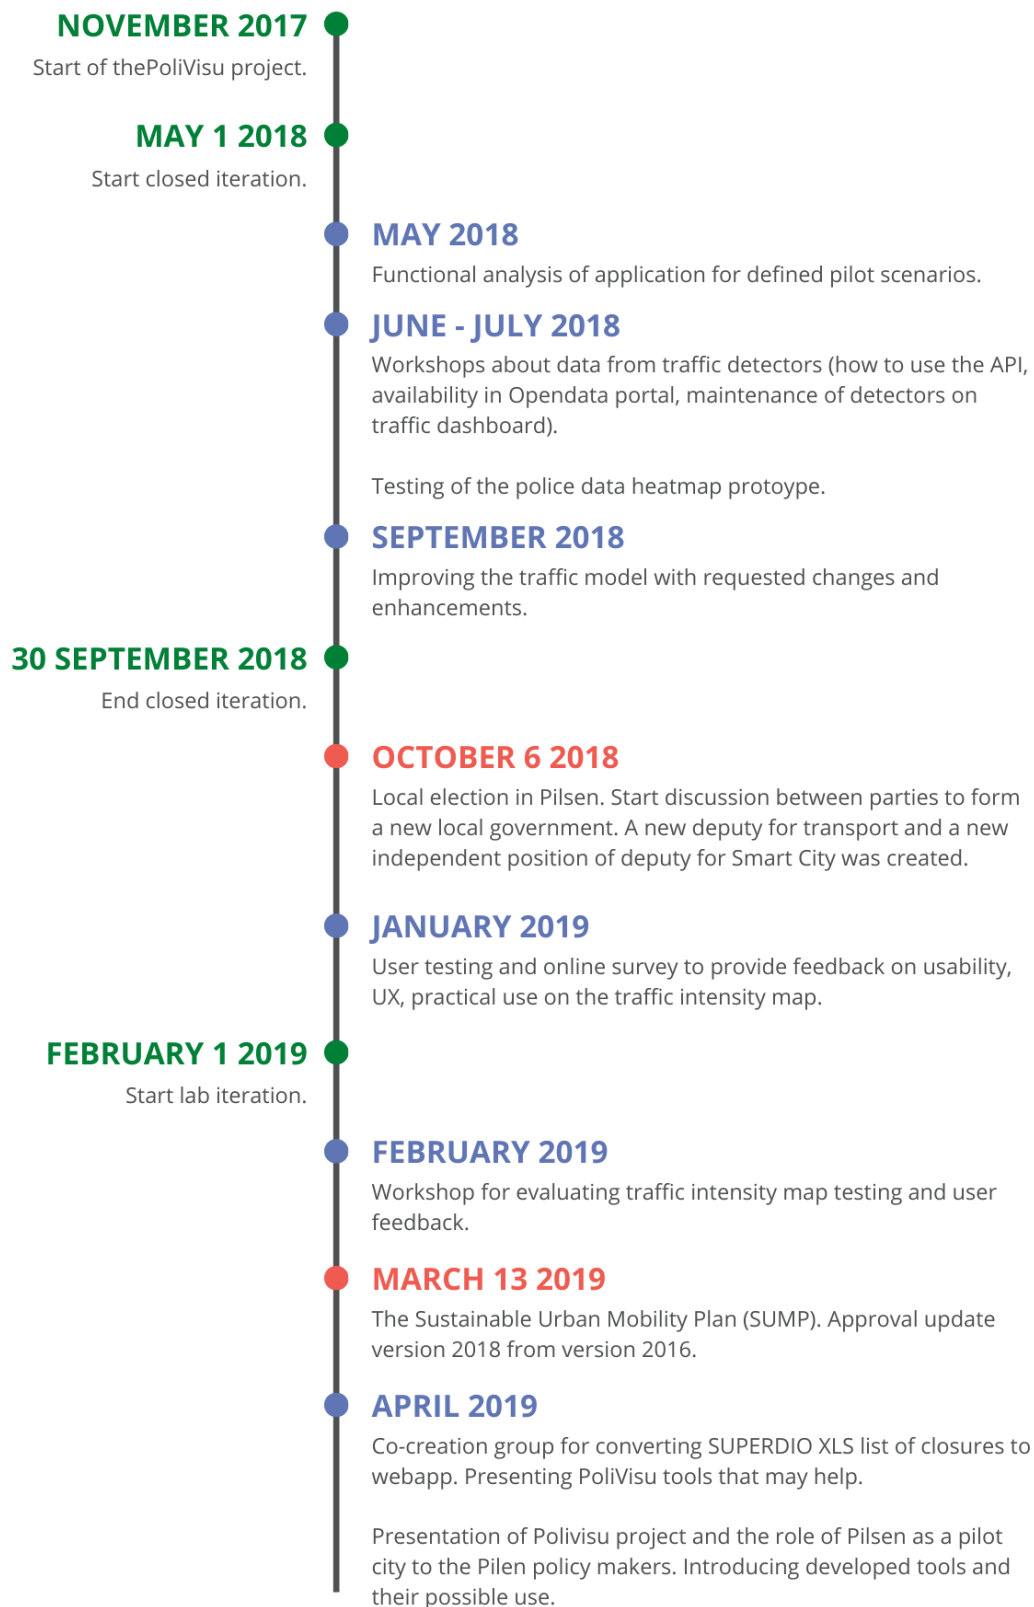 NOVEMBER 2017
Start of thePoliVisu project.
MAY 1 2018
Start closed iteration.
MAY 2018
Functional analysis of application for defined pilot scenarios.
JUNE - JULY 2018
Workshops about data from traffic detectors (how to use the API,
availability in Opendata portal, maintenance of detectors on
traffic dashboard).
Testing of the police data heatmap protoype.
SEPTEMBER 2018
Improving the traffic model with requested changes and
enhancements.
30 SEPTEMBER 2018
End closed iteration.
OCTOBER 6 2018
Local election in Pilsen. Start discussion between parties to form
a new local government. A new deputy for transport and a new
independent position of deputy for Smart City was created.
JANUARY 2019
User testing and online survey to provide feedback on usability,
UX, practical use on the traffic intensity map.
FEBRUARY 1 2019
Start lab iteration.
FEBRUARY 2019
Workshop for evaluating traffic intensity map testing and user
feedback.
MARCH 13 2019
The Sustainable Urban Mobility Plan (SUMP). Approval update
version 2018 from version 2016.
APRIL 2019
Co-creation group for converting SUPERDIO XLS list of closures to
webapp. Presenting PoliVisu tools that may help.
Presentation of Polivisu project and the role of Pilsen as a pilot
city to the Pilen policy makers. Introducing developed tools and
their possible use.